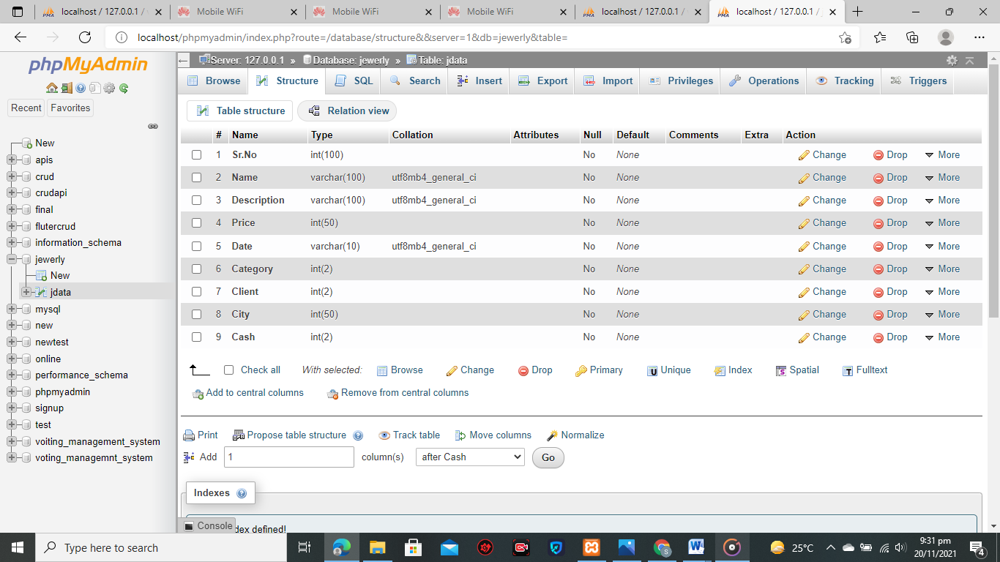 localhost / 127.0.0.1 / v
Mobile WiFi
Mobile WiFi
Mobile WiFi
localhost / 127.0.0.1 /
localhost / 127.0.0.1 / j
localhost/phpmyadmin/index.php?route=/database/structure&&server=1&db=jewerly&table=
phpMyAdmin
Recent Favorites
New
apis
crud
crudapi
final
flutercrud
information_schema
jewerly
New
jdata
mysql
new
newtest
online
performance_schema
phpmyadmin
signup
test
voiting_management_system
voting_managemnt_system
Server: 127.0.0.1 » Database: jewerly » Table: jdata
Browse Structure SQL Search Insert Export Import Privileges Operations Tracking Triggers
Table structure Relation view
# Name Type Collation Attributes Null Default Comments Extra Action
1 Sr.No int(100) No None Change Drop More
2 Name varchar(100) utf8mb4_general_ci No None Change Drop More
3 Description varchar(100) utf8mb4_general_ci No None Change Drop More
4 Price int(50) No None Change Drop More
5 Date varchar(10) utf8mb4_general_ci No None Change Drop More
6 Category int(2) No None Change Drop More
7 Client int(2) No None Change Drop More
8 City int(50) No None Change Drop More
9 Cash int(2) No None Change Drop More
Check all With selected: Browse Change Drop Primary Unique Index Spatial Fulltext
Add to central columns Remove from central columns
Print Propose table structure Track table Move columns Normalize
Add 1 column(s) after Cash Go
Indexes
Console dex defined!
Type here to search
25°C
9:31 pm
20/11/2021
4